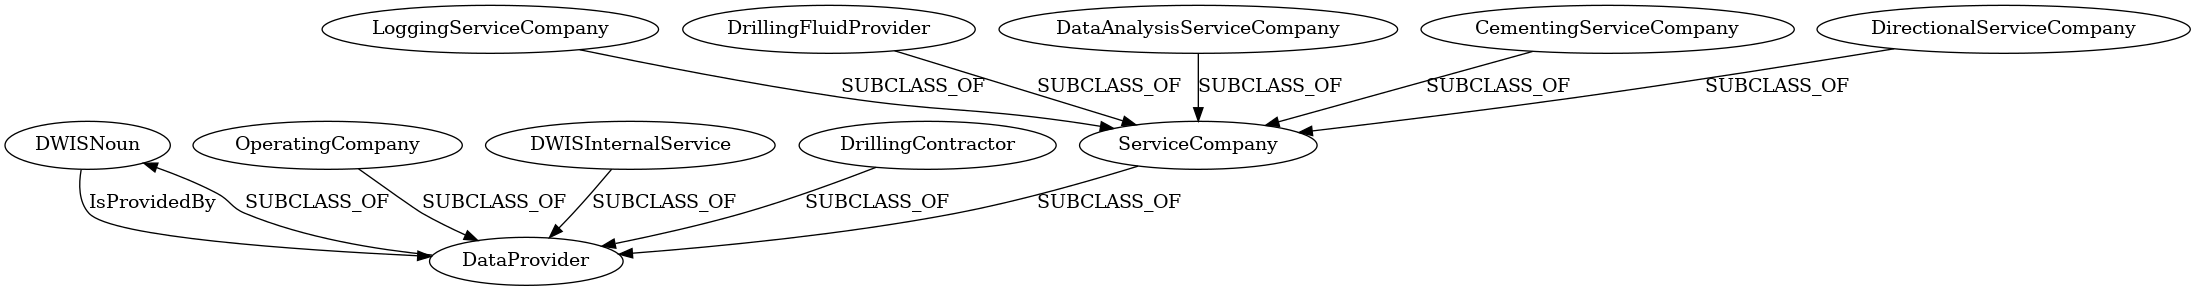 LoggingServiceCompany
DrillingFluidProvider
DataAnalysisServiceCompany
CementingServiceCompany
DirectionalServiceCompany
SUBCLASS_OF
SUBCLASS_OF
SUBCLASS_OF
SUBCLASS_OF
SUBCLASS_OF
DWISNoun
OperatingCompany
DWISInternalService
DrillingContractor
ServiceCompany
IsProvidedBy
SUBCLASS_OF
SUBCLASS_OF
SUBCLASS_OF
SUBCLASS_OF
SUBCLASS_OF
DataProvider